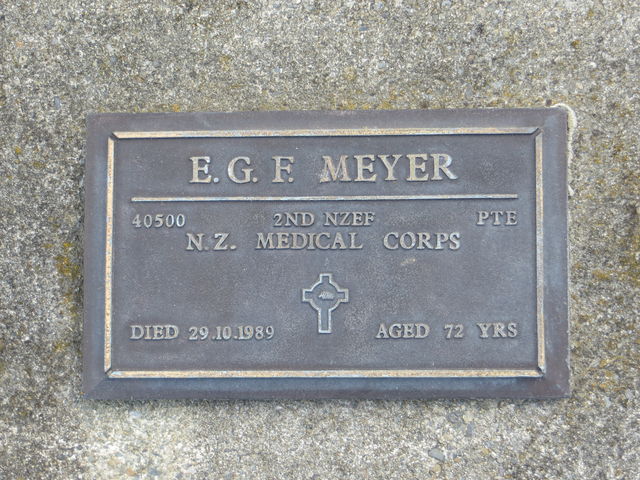 E. G. F. MEYER
40500 2ND NZEF PTE
N.Z. MEDICAL CORPS
DIED 29.10.1989 AGED 72 YRS